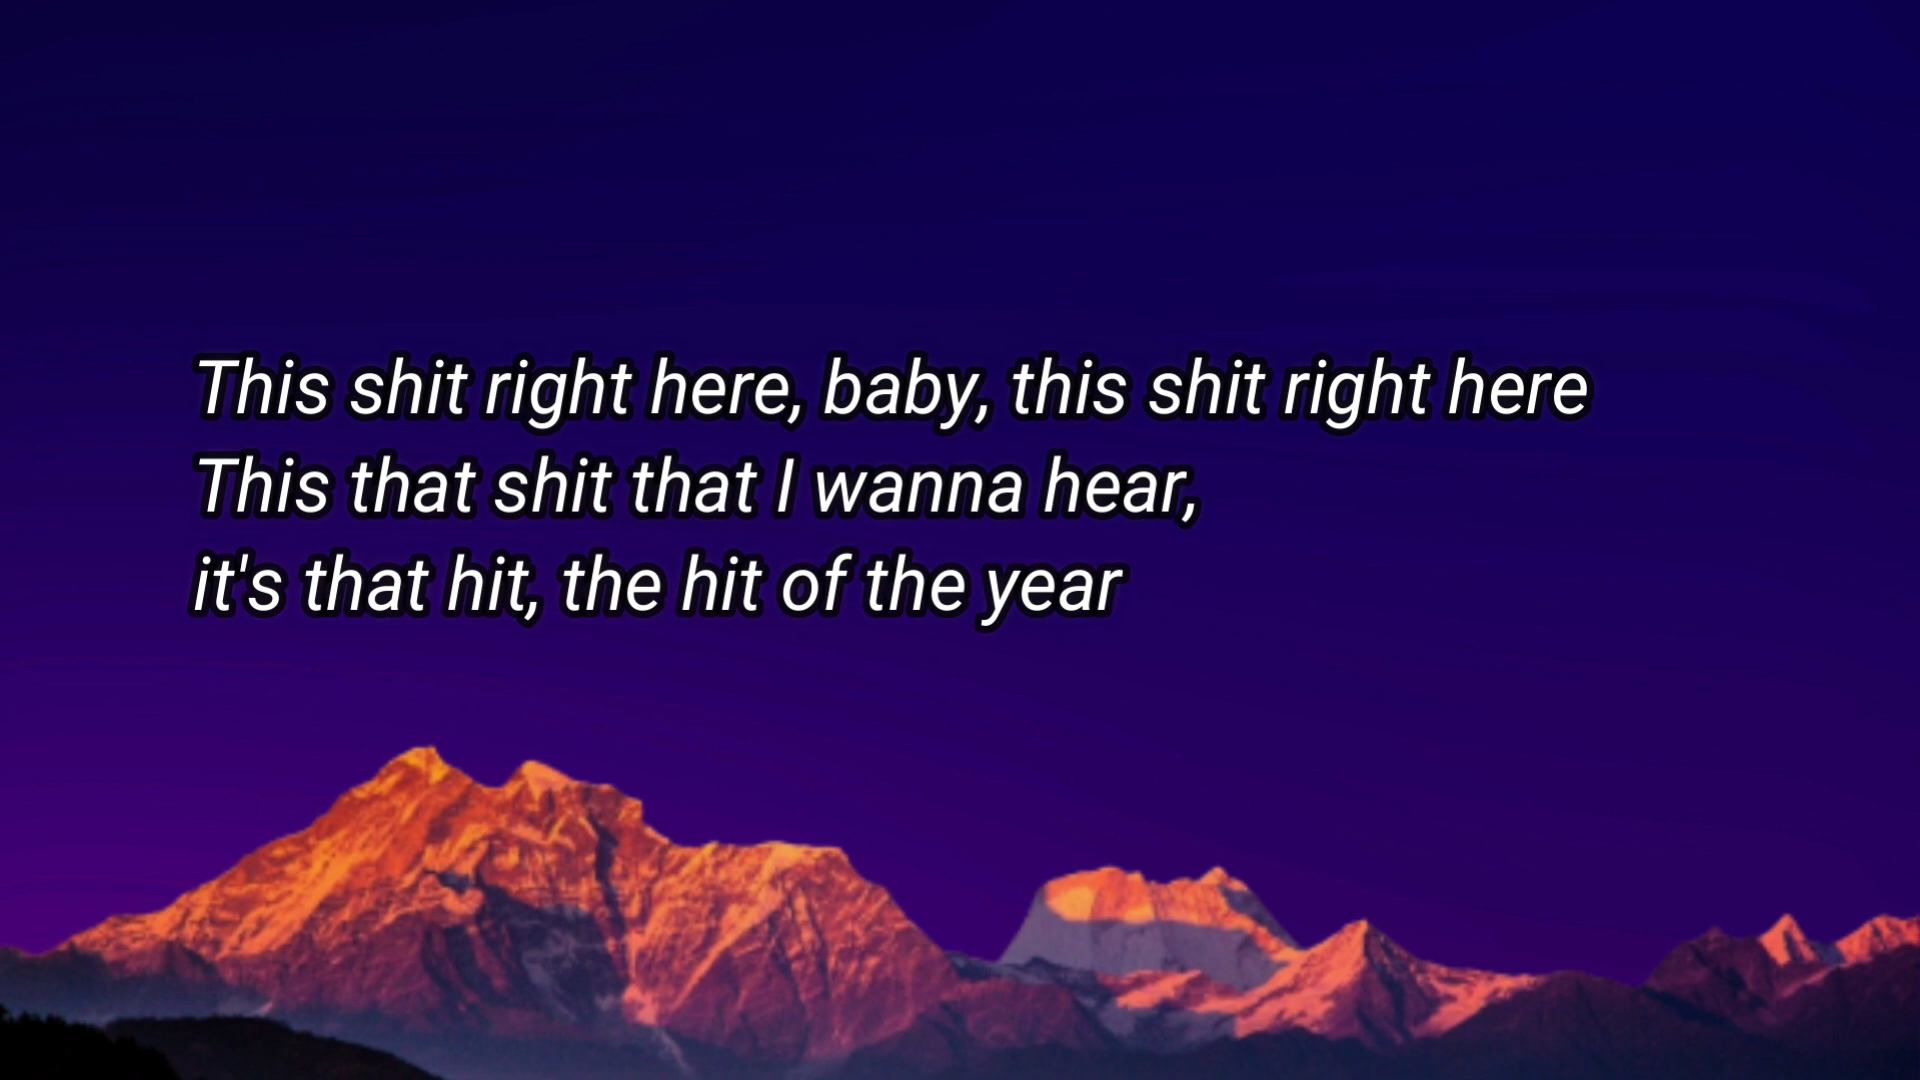 This shit right here, baby, this shit right here
This that shit that I wanna hear,
it's that hit, the hit of the year